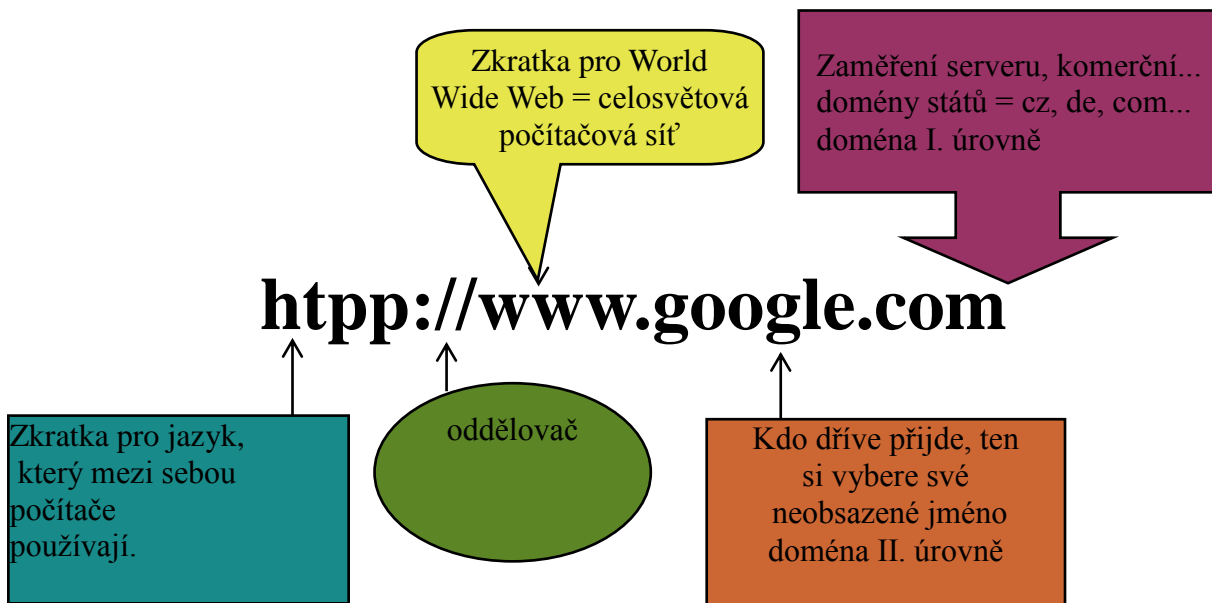 Zkratka pro World
Wide Web = celosvětová
počítačová síť
Zaměření serveru, komerční...
domény států = cz, de, com...
doména I. úrovně
htpp://www.google.com
Zkratka pro jazyk,
který mezi sebou
počítače
používají.
oddělovač
Kdo dříve přijde, ten
si vybere své
neobsazené jméno
doména II. úrovně